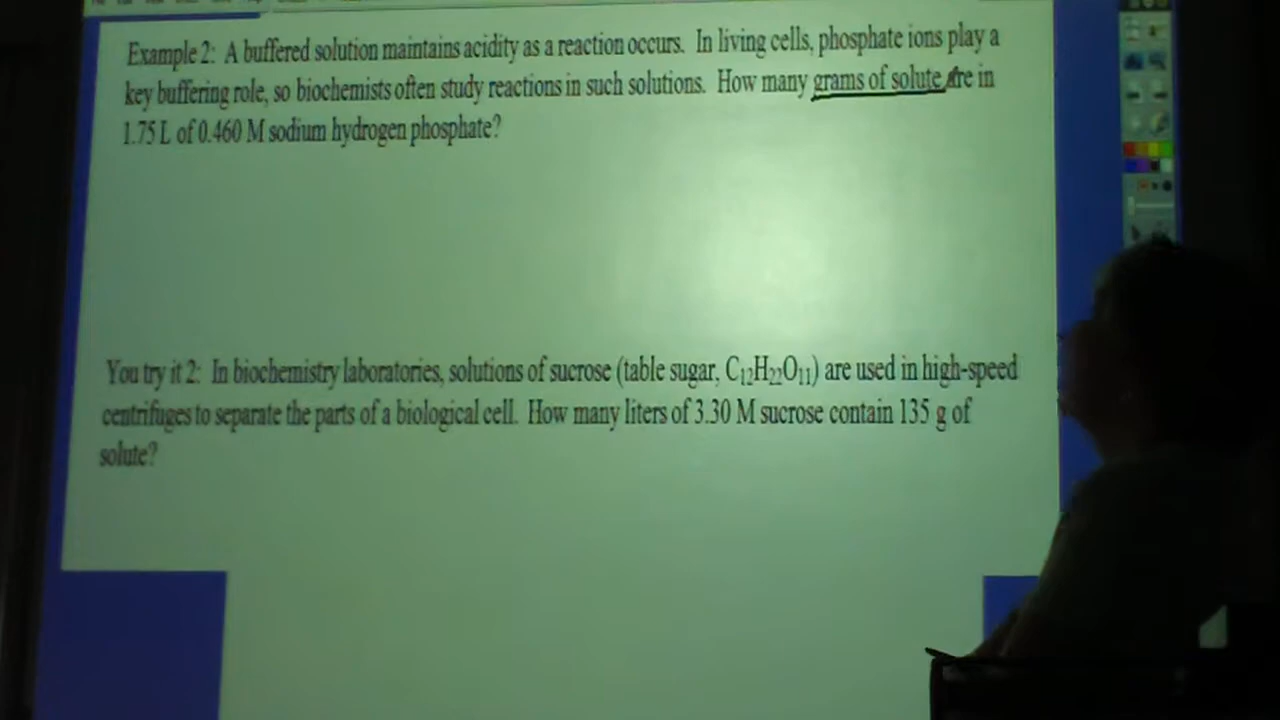 Example 2: A buffered solution maintains acidity as a reaction occurs. In living cells, phosphate ions play a
key buffering role, so biochemists often study reactions in such solutions. How many grams of solute are in
1.75 L of 0.460 M sodium hydrogen phosphate?
You try it 2: In biochemistry laboratories, solutions of sucrose (table sugar, C₁₂H₂₂O₁₁) are used in high-speed
centrifuges to separate the parts of a biological cell. How many liters of 3.30 M sucrose contain 135 g of
solute?